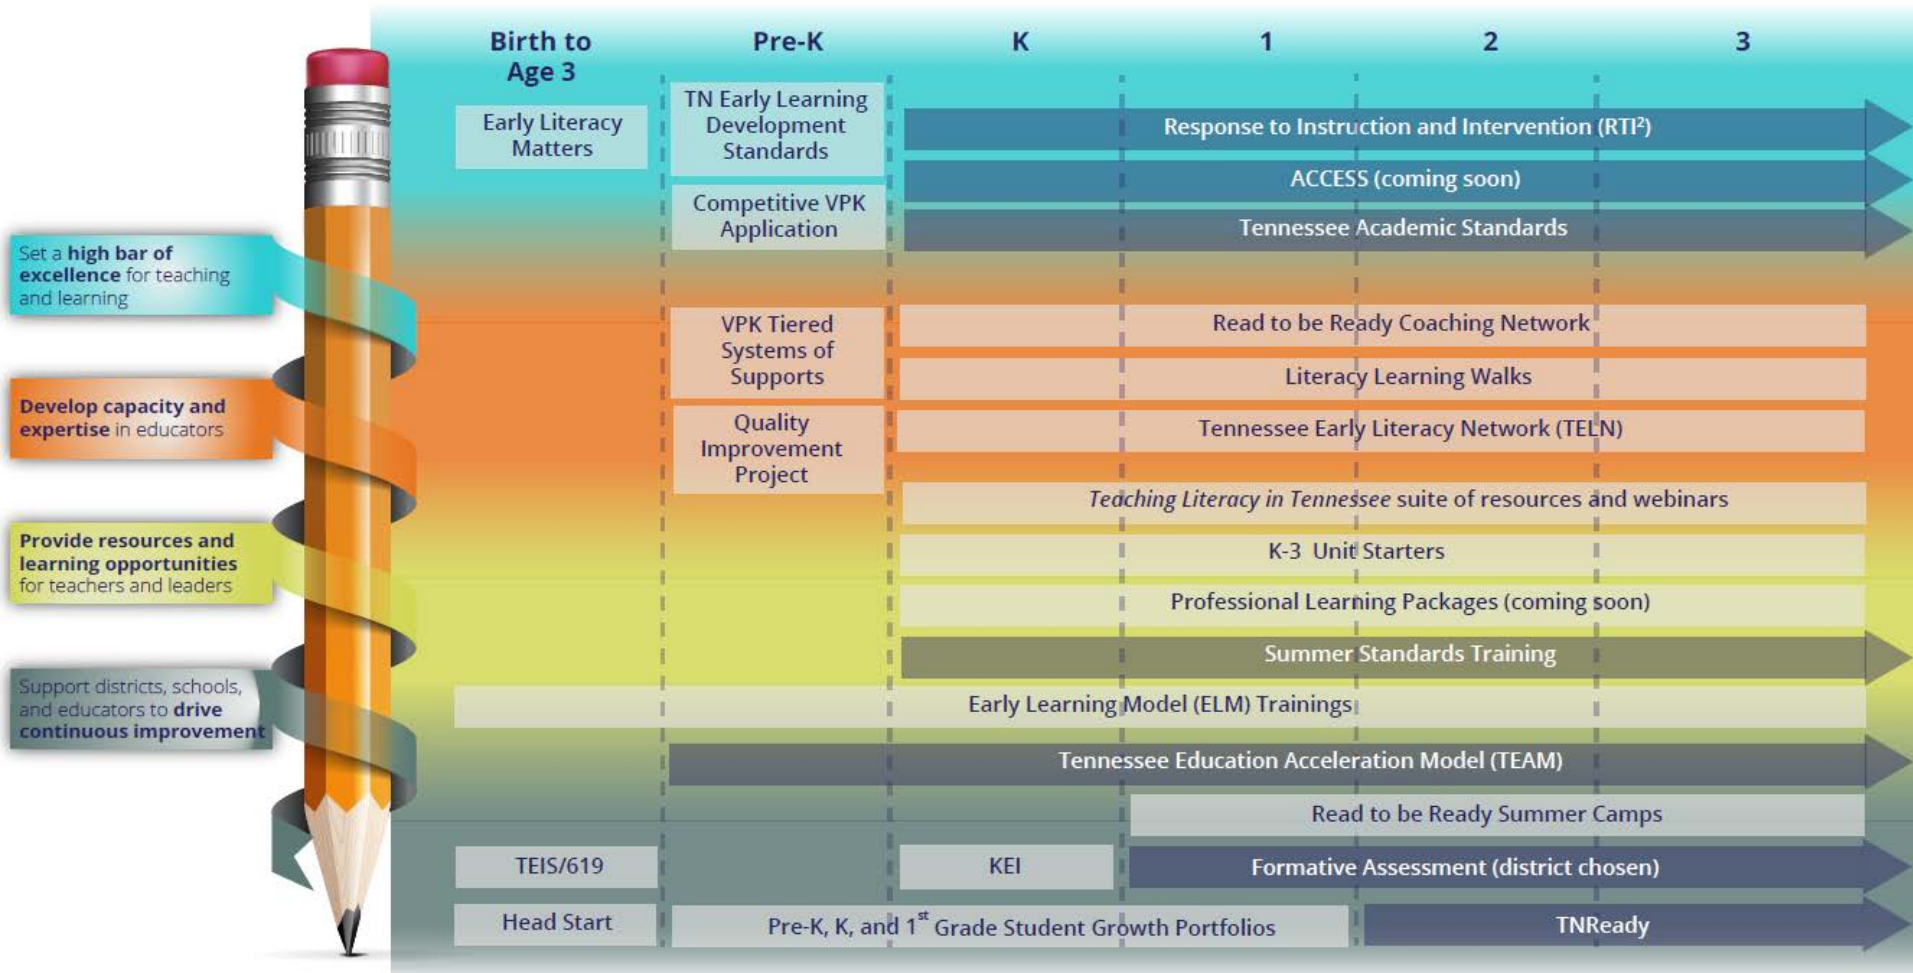 Birth to
Age 3
Pre-K
K
1
2
3
Early Literacy
Matters
TN Early Learning
Development
Standards
Competitive VPK
Application
Response to Instruction and Intervention (RTI²)
ACCESS (coming soon)
Tennessee Academic Standards
Set a high bar of
excellence for teaching
and learning
VPK Tiered
Systems of
Supports
Quality
Improvement
Project
Read to be Ready Coaching Network
Literacy Learning Walks
Tennessee Early Literacy Network (TELN)
Develop capacity and
expertise in educators
Teaching Literacy in Tennessee suite of resources and webinars
K-3 Unit Starters
Professional Learning Packages (coming soon)
Summer Standards Training
Provide resources and
learning opportunities
for teachers and leaders
Early Learning Model (ELM) Trainings
Tennessee Education Acceleration Model (TEAM)
Support districts, schools,
and educators to drive
continuous improvement
Read to be Ready Summer Camps
TEIS/619
KEI
Formative Assessment (district chosen)
Head Start
Pre-K, K, and 1st Grade Student Growth Portfolios
TNReady